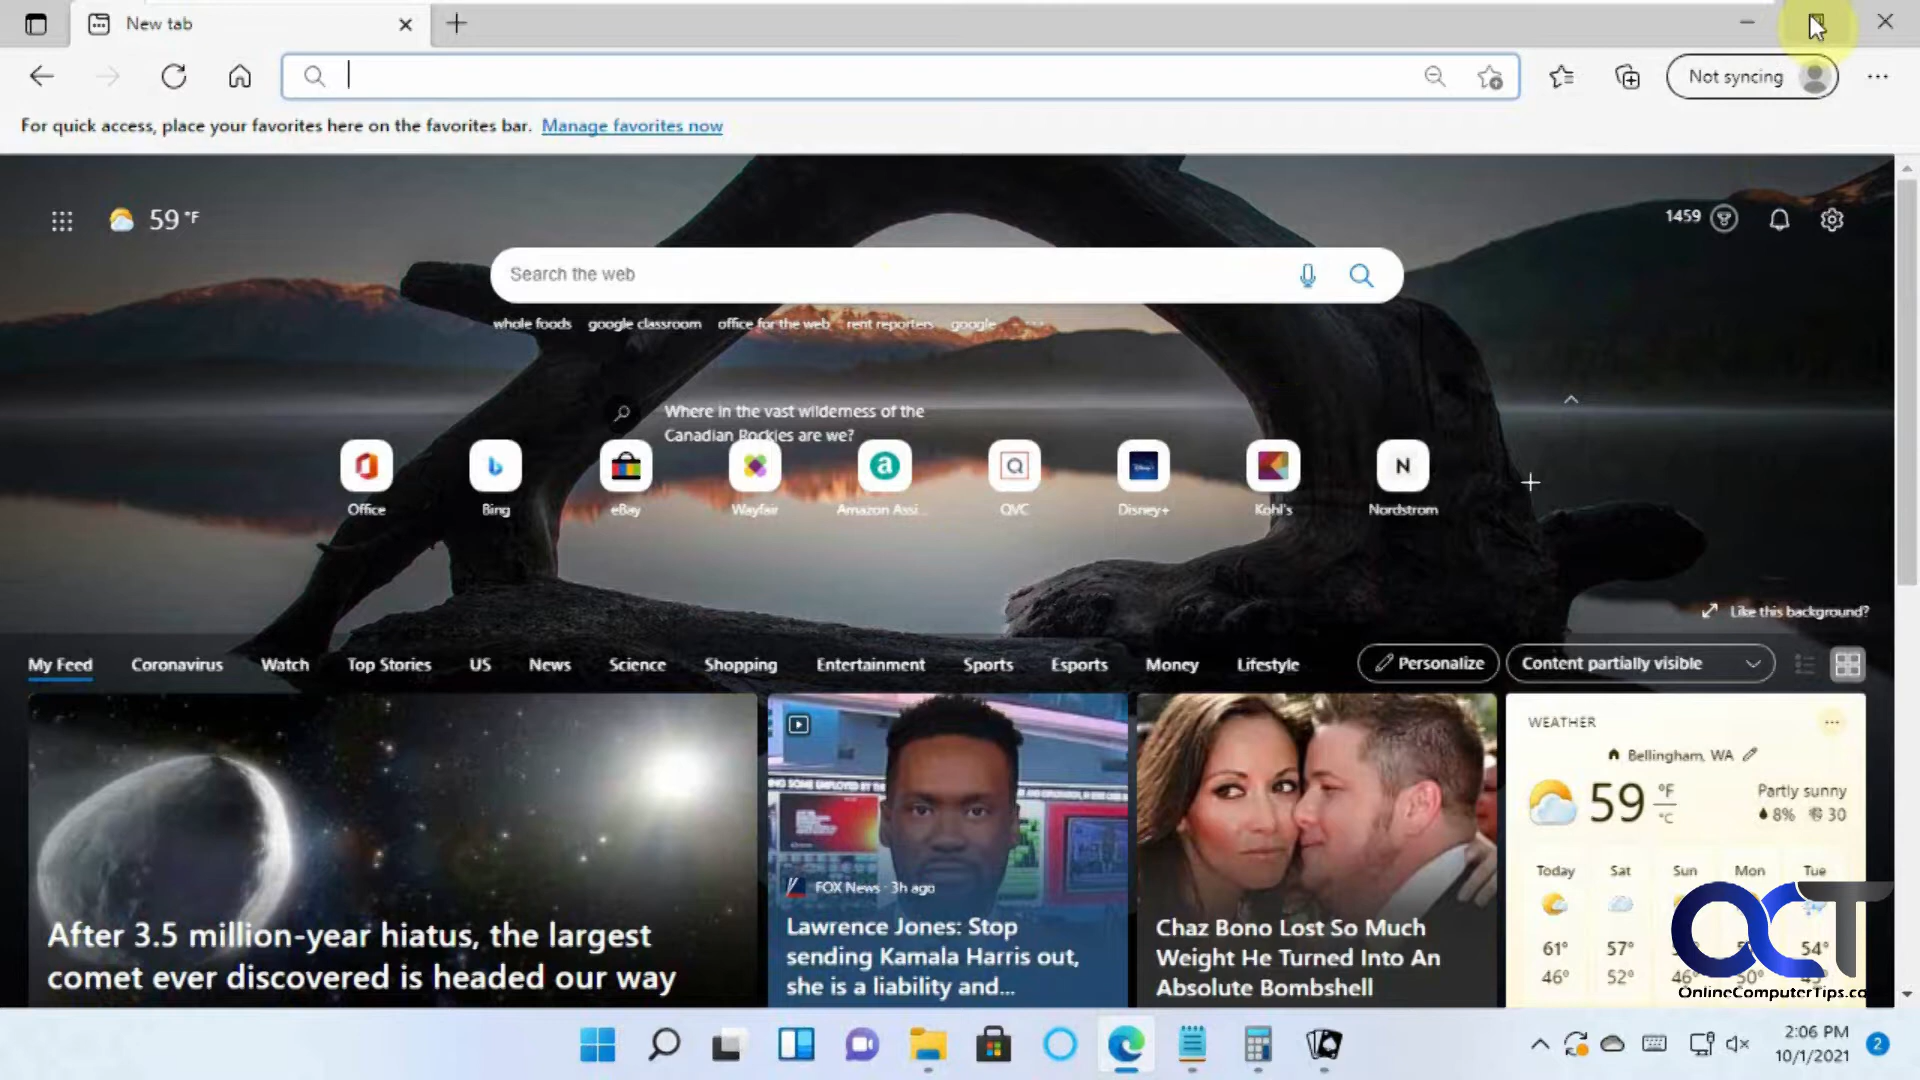 New tab
Not syncing
For quick access, place your favorites here on the favorites bar. Manage favorites now
59 °F
1459
Search the web
whole foods google classroom office for the web rent reporters google
Where in the vast wilderness of the
Canadian Rockies are we?
Office Bing eBay Wayfair Amazon Assi... QVC Disney+ Kohl's Nordstrom
Like this background?
My Feed Coronavirus Watch Top Stories US News Science Shopping Entertainment Sports Esports Money Lifestyle Personalize Content partially visible
After 3.5 million-year hiatus, the largest
comet ever discovered is headed our way
FOX News · 3h ago
Lawrence Jones: Stop
sending Kamala Harris out,
she is a liability and...
Chaz Bono Lost So Much
Weight He Turned Into An
Absolute Bombshell
WEATHER
Bellingham, WA
59 °F °C
Partly sunny
8% 30
Today Sat Sun Mon Tue
61° 57° 54°
46° 52° 46° 50°
OCT
OnlineComputerTips.co
2:06 PM
10/1/2021
2